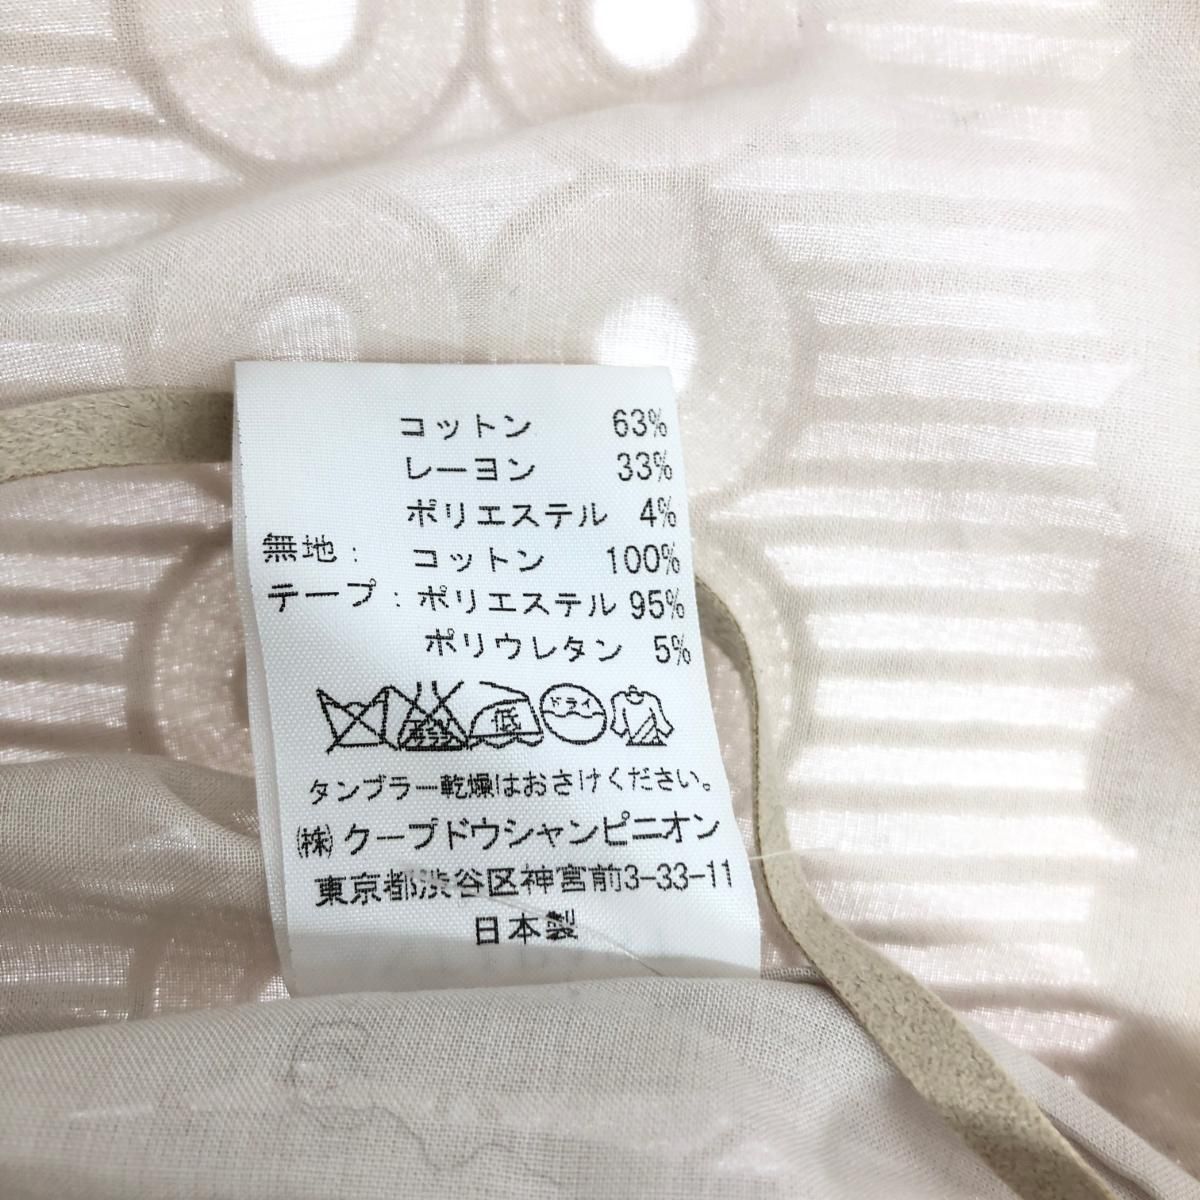 コットン 63%
レーヨン 33%
ポリエステル 4%
無地： コットン 100%
テープ：ポリエステル 95%
ポリウレタン 5%
低 ドライ
タンブラー乾燥はおさけください。
㈱クープドウシャンピニオン
東京都渋谷区神宮前3-33-11
日本製